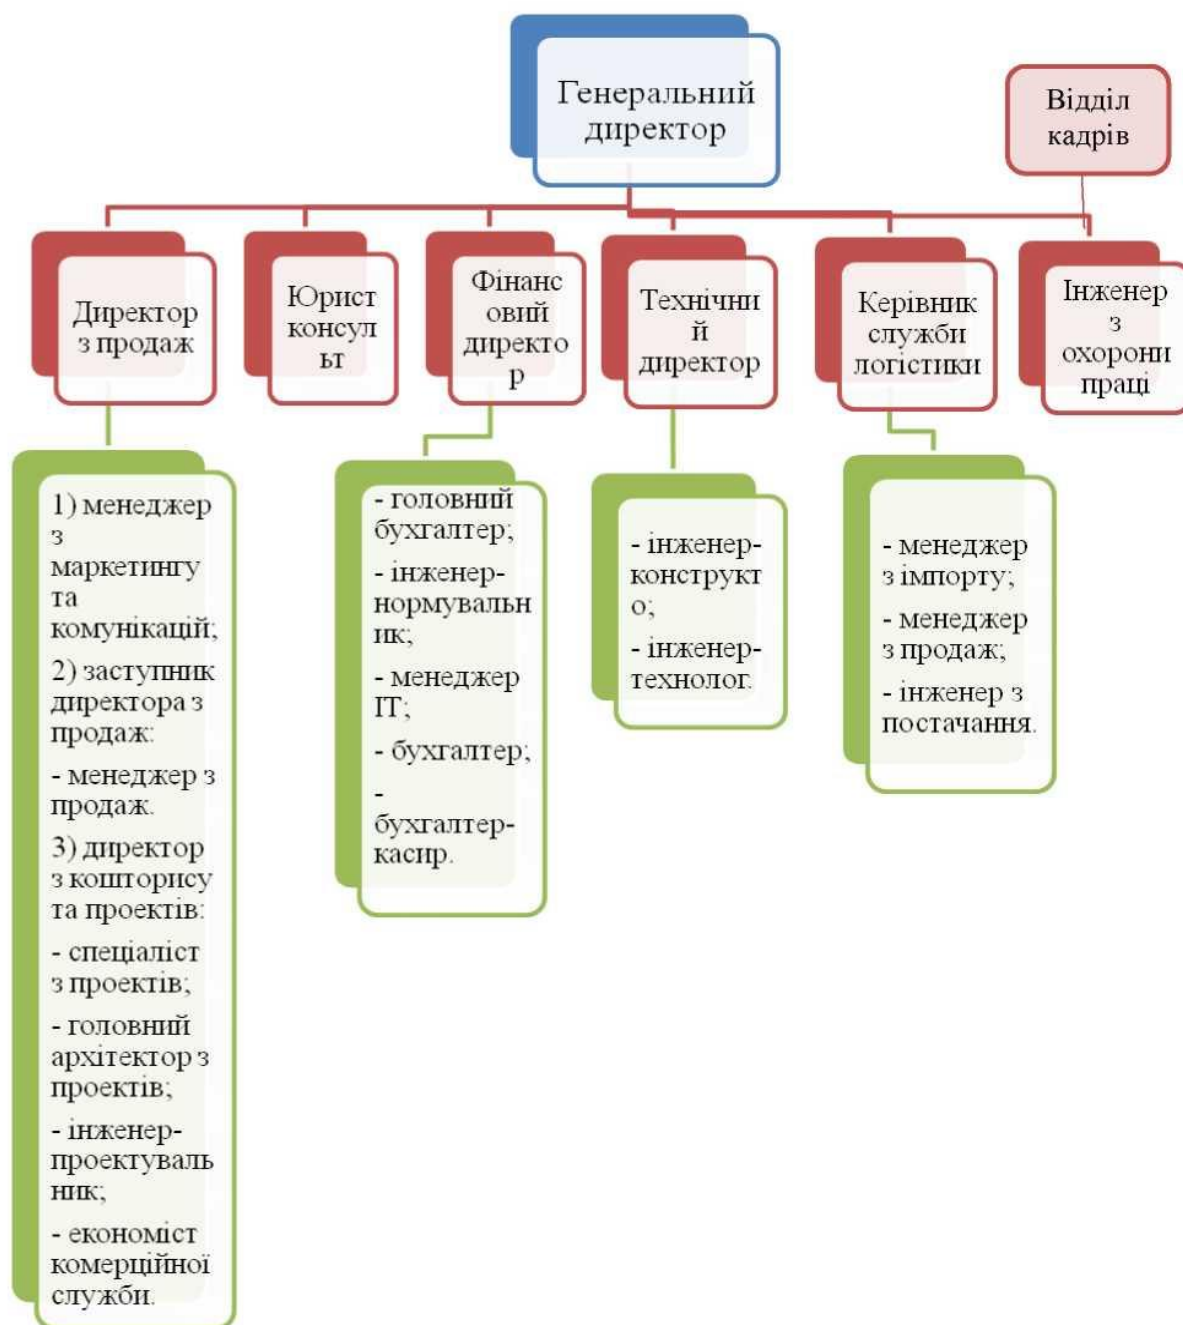 Генеральний
директор
Відділ
кадрів
Директор
з продаж
Юрист
консул
ьт
Фінанс
овий
директо
р
Технічни
й
директор
Керівник
служби
логістики
Інженер
з
охорони
праці
1) менеджер
з
маркетингу
та
комунікацій;
2) заступник
директора з
продаж:
- менеджер з
продаж.
3) директор
з кошторису
та проектів:
- спеціаліст
з проектів;
- головний
архітектор з
проектів;
- інженер-
проектуваль
ник;
- економіст
комерційної
служби.
- головний
бухгалтер;
- інженер-
нормувальн
ик;
- менеджер
ІТ;
- бухгалтер;
-
бухгалтер-
касир.
- інженер-
конструкт
о;
- інженер-
технолог.
- менеджер
з імпорту;
- менеджер
з продаж;
- інженер з
постачання.